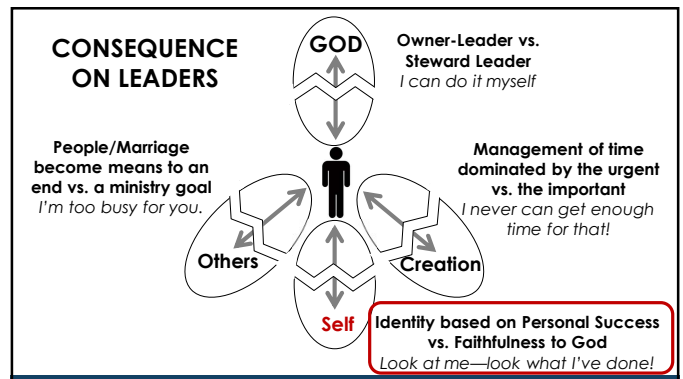 CONSEQUENCE
ON LEADERS
GOD
Owner-Leader vs.
Steward Leader
I can do it myself
People/Marriage
become means to an
end vs. a ministry goal
I'm too busy for you.
Management of time
dominated by the urgent
vs. the important
I never can get enough
time for that!
Others
Creation
Self
Identity based on Personal Success
vs. Faithfulness to God
Look at me—look what I've done!